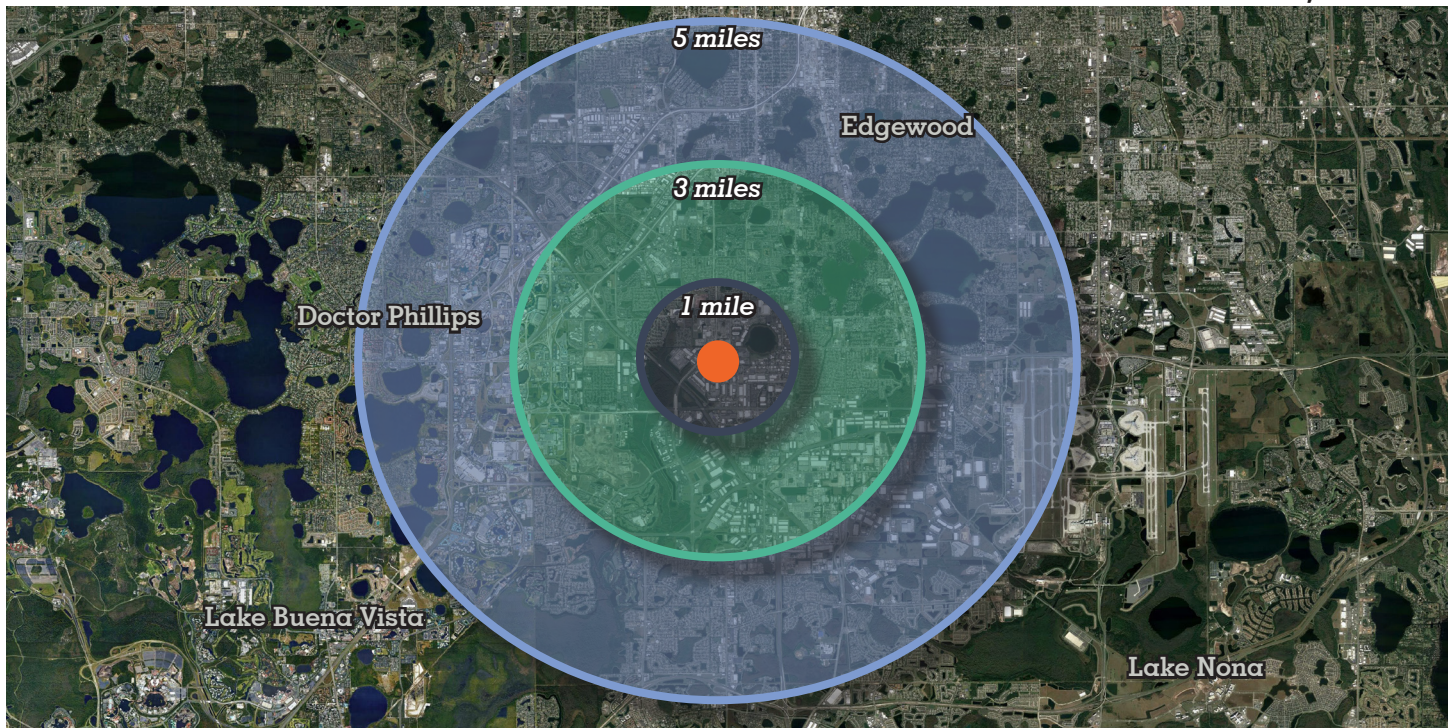 5 miles
Edgewood
3 miles
1 mile
Doctor Phillips
Lake Buena Vista
Lake Nona